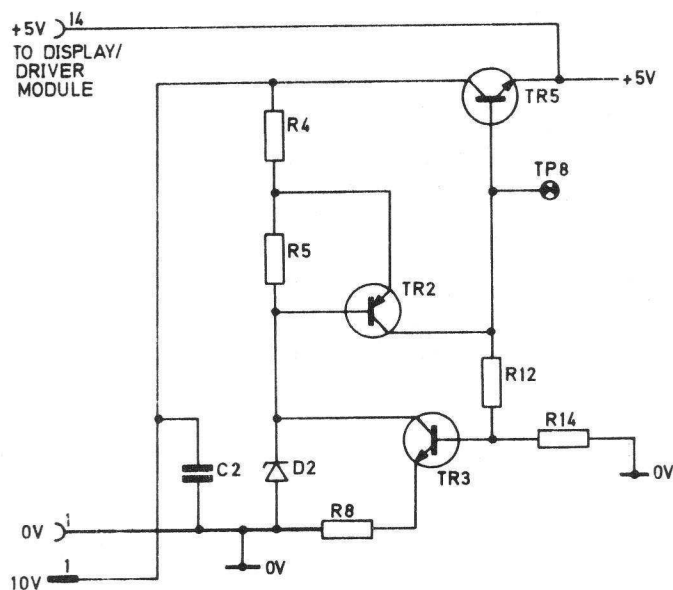 +5V 14
TO DISPLAY/
DRIVER
MODULE
TR5
+5V
R4
TP8
R5
TR2
R12
R14
C2
D2
TR3
0V
R8
0V 1
0V
10V 1